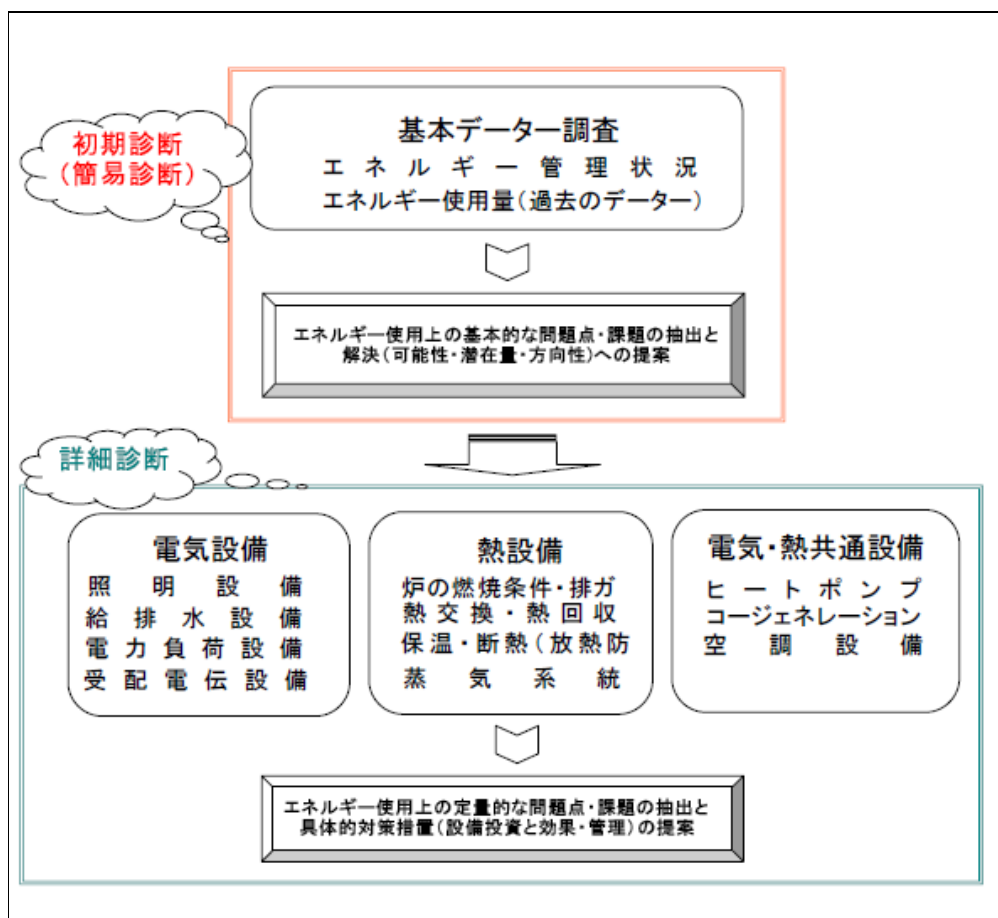 初期診断
(簡易診断)
基本データー調査
エネルギー管理状況
エネルギー使用量(過去のデーター)
エネルギー使用上の基本的な問題点・課題の抽出と
解決(可能性・潜在量・方向性)への提案
詳細診断
電気設備
照明設備
給排水設備
電力負荷設備
受配電伝設備
熱設備
炉の燃焼条件・排ガ
熱交換・熱回収
保温・断熱(放熱防
蒸気系統
電気・熱共通設備
ヒートポンプ
コージェネレーション
空調設備
エネルギー使用上の定量的な問題点・課題の抽出と
具体的対策措置(設備投資と効果・管理)の提案